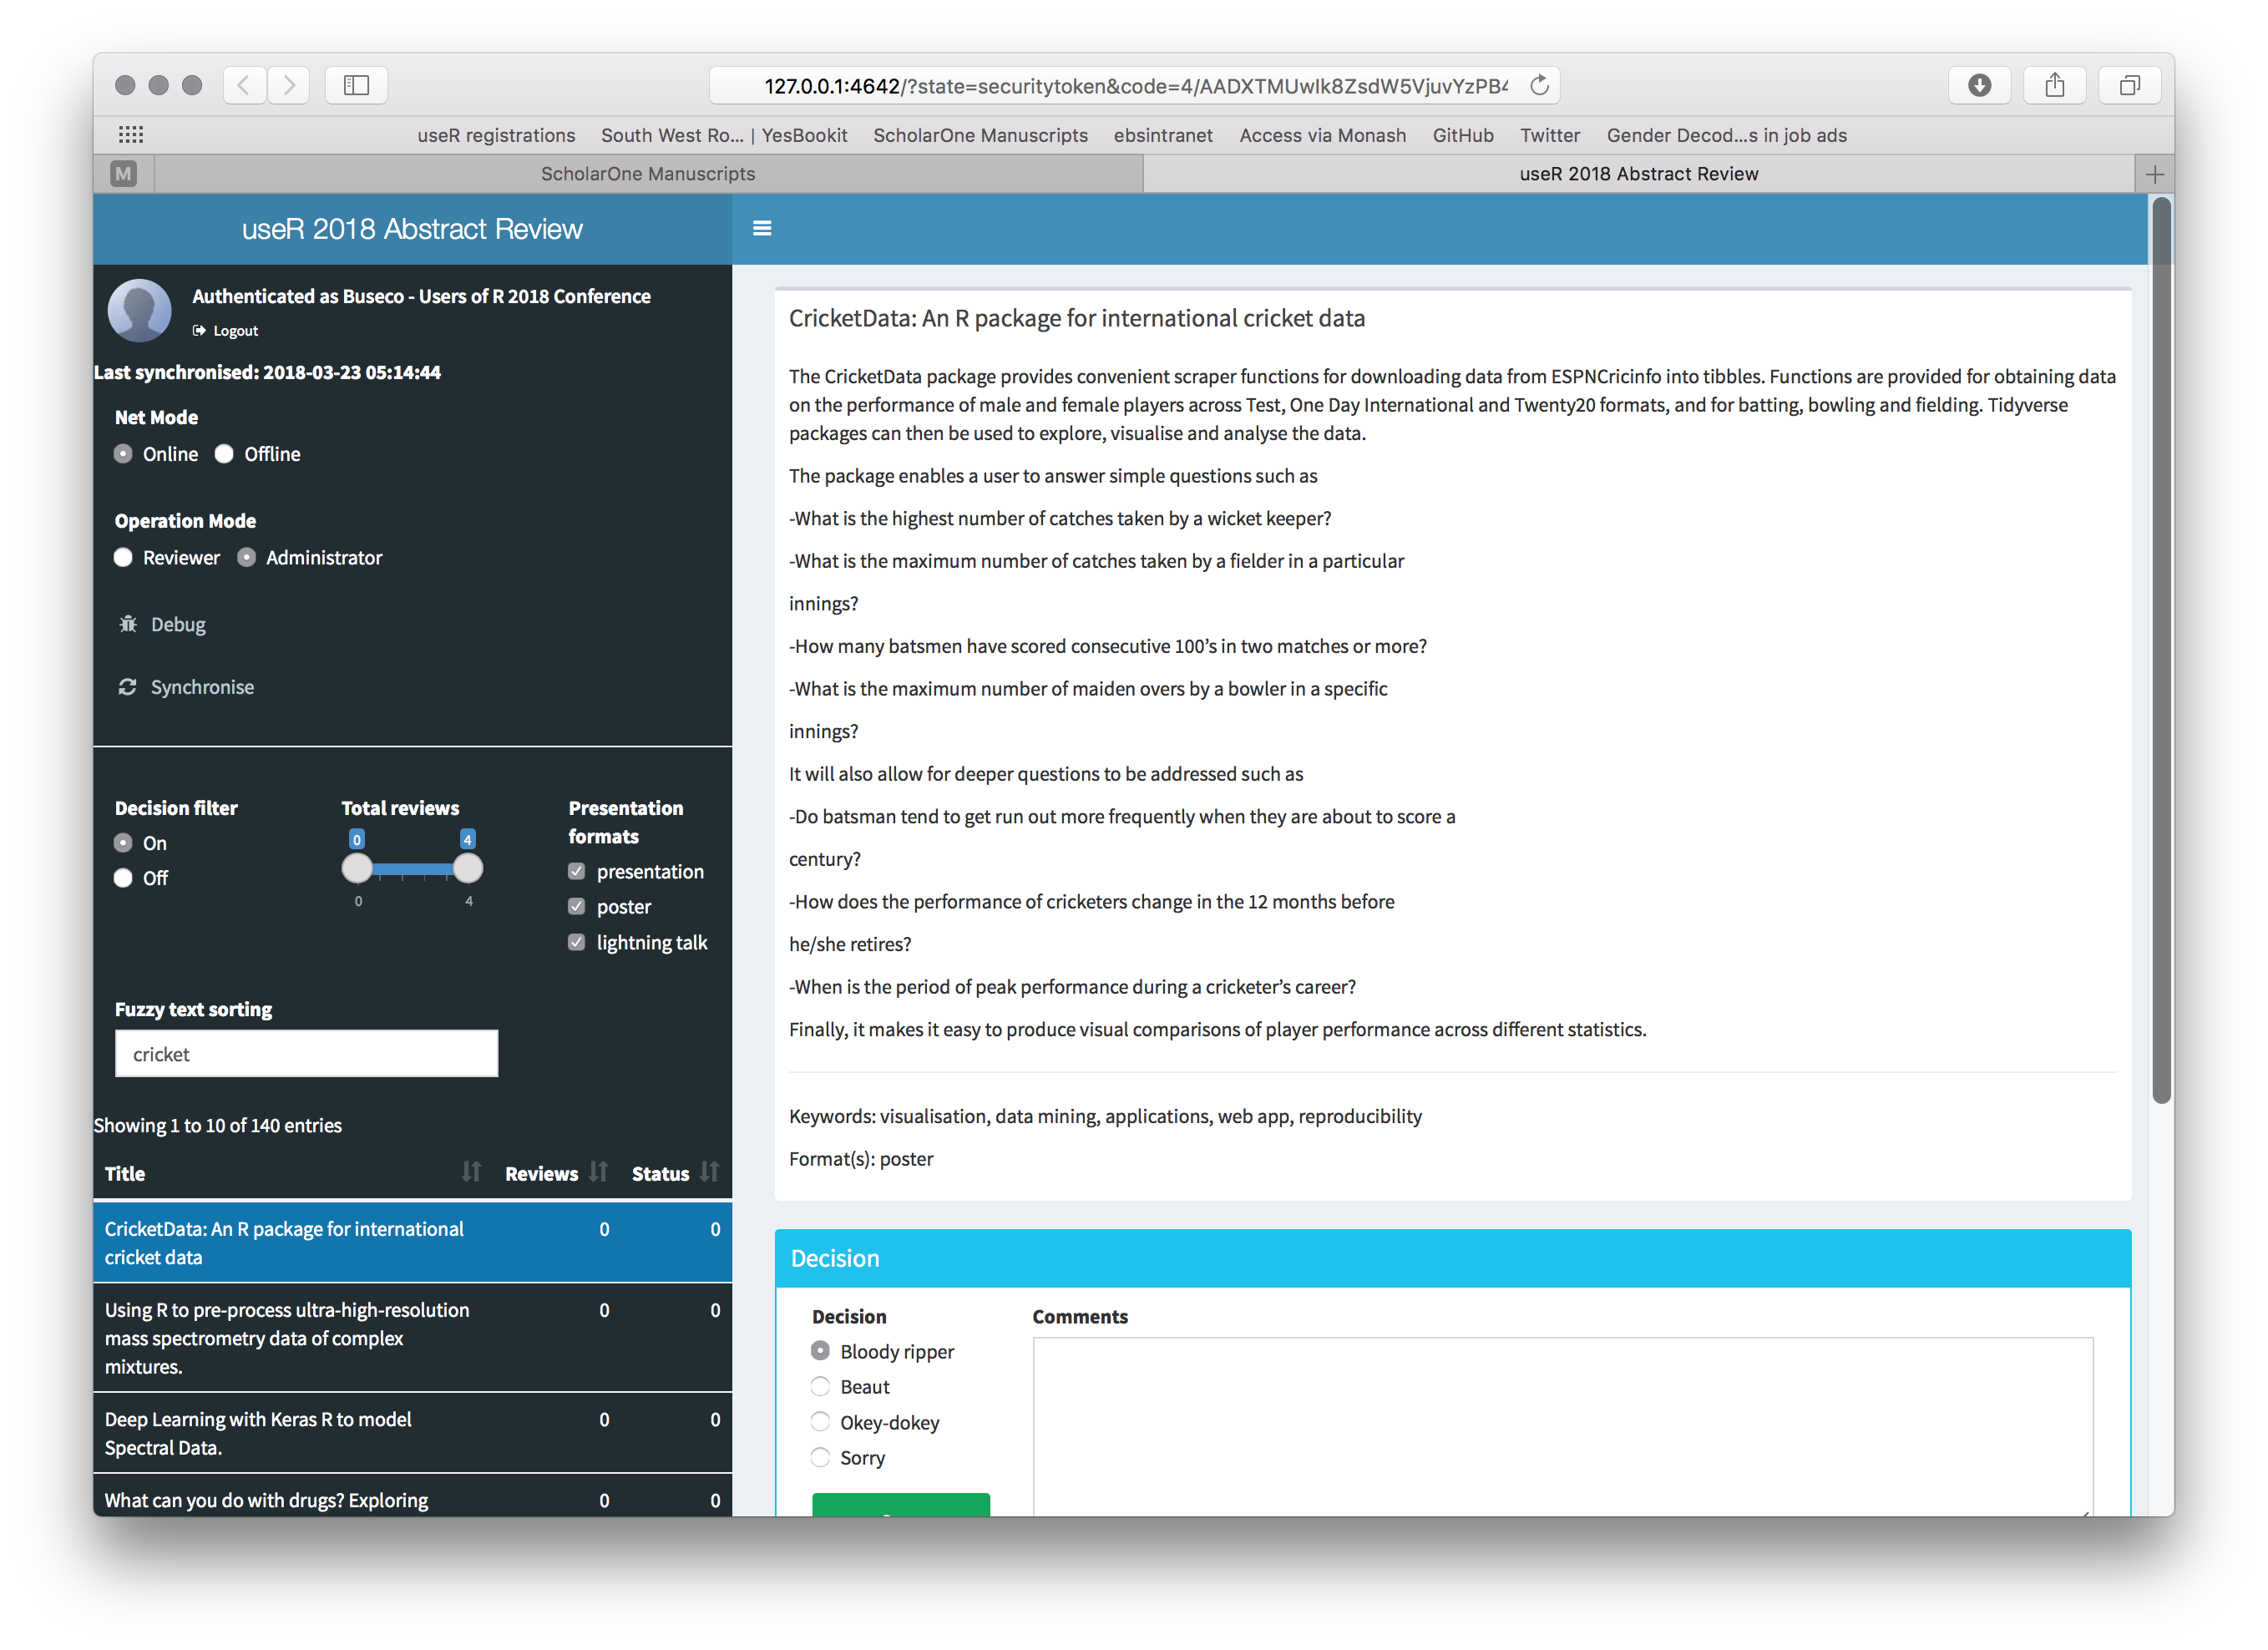 127.0.0.1:4642/?state=securitytoken&code=4/AADXTMUwIk8ZsdW5VjuvYzPB4
useR registrations South West Ro... | YesBookit ScholarOne Manuscripts ebsintranet Access via Monash GitHub Twitter Gender Decod...s in job ads
M ScholarOne Manuscripts useR 2018 Abstract Review
useR 2018 Abstract Review
Authenticated as Buseco - Users of R 2018 Conference
Logout
Last synchronised: 2018-03-23 05:14:44
Net Mode
Online Offline
Operation Mode
Reviewer Administrator
Debug
Synchronise
Decision filter
On
Off
Total reviews
0 4
0 4
Presentation
formats
presentation
poster
lightning talk
Fuzzy text sorting
cricket
Showing 1 to 10 of 140 entries
Title Reviews Status
CricketData: An R package for international 0 0
cricket data
Using R to pre-process ultra-high-resolution 0 0
mass spectrometry data of complex
mixtures.
Deep Learning with Keras R to model 0 0
Spectral Data.
What can you do with drugs? Exploring 0 0
CricketData: An R package for international cricket data
The CricketData package provides convenient scraper functions for downloading data from ESPNCricinfo into tibbles. Functions are provided for obtaining data
on the performance of male and female players across Test, One Day International and Twenty20 formats, and for batting, bowling and fielding. Tidyverse
packages can then be used to explore, visualise and analyse the data.
The package enables a user to answer simple questions such as
-What is the highest number of catches taken by a wicket keeper?
-What is the maximum number of catches taken by a fielder in a particular
innings?
-How many batsmen have scored consecutive 100’s in two matches or more?
-What is the maximum number of maiden overs by a bowler in a specific
innings?
It will also allow for deeper questions to be addressed such as
-Do batsman tend to get run out more frequently when they are about to score a
century?
-How does the performance of cricketers change in the 12 months before
he/she retires?
-When is the period of peak performance during a cricketer’s career?
Finally, it makes it easy to produce visual comparisons of player performance across different statistics.
Keywords: visualisation, data mining, applications, web app, reproducibility
Format(s): poster
Decision
Decision
Bloody ripper
Beaut
Okey-dokey
Sorry
Comments